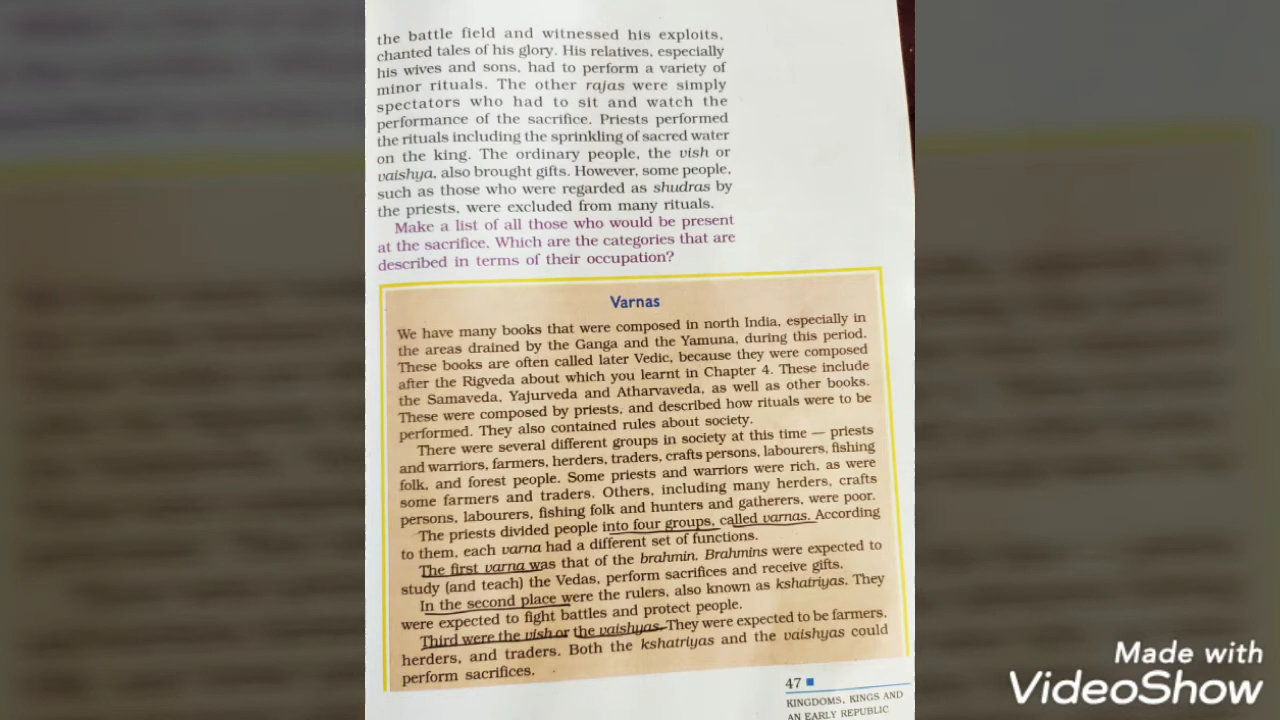 the battle field and witnessed his exploits,
chanted tales of his glory. His relatives, especially
his wives and sons, had to perform a variety of
minor rituals. The other rajas were simply
spectators who had to sit and watch the
performance of the sacrifice. Priests performed
the rituals including the sprinkling of sacred water
on the king. The ordinary people, the vish or
vaishya, also brought gifts. However, some people,
such as those who were regarded as shudras by
the priests, were excluded from many rituals.
Make a list of all those who would be present
at the sacrifice. Which are the categories that are
described in terms of their occupation?
Varnas
We have many books that were composed in north India, especially in
the areas drained by the Ganga and the Yamuna, during this period.
These books are often called later Vedic, because they were composed
after the Rigveda about which you learnt in Chapter 4. These include
the Samaveda, Yajurveda and Atharvaveda, as well as other books.
These were composed by priests, and described how rituals were to be
performed. They also contained rules about society.
There were several different groups in society at this time — priests
and warriors, farmers, herders, traders, crafts persons, labourers, fishing
folk, and forest people. Some priests and warriors were rich, as were
some farmers and traders. Others, including many herders, crafts
persons, labourers, fishing folk and hunters and gatherers, were poor.
The priests divided people into four groups, called varnas. According
to them, each varna had a different set of functions.
The first varna was that of the brahmin. Brahmins were expected to
study (and teach) the Vedas, perform sacrifices and receive gifts.
In the second place were the rulers, also known as kshatriyas. They
were expected to fight battles and protect people.
Third were the vish or the vaishyas. They were expected to be farmers,
herders, and traders. Both the kshatriyas and the vaishyas could
perform sacrifices.
47
KINGDOMS, KINGS AND
AN EARLY REPUBLIC
Made with
VideoShow